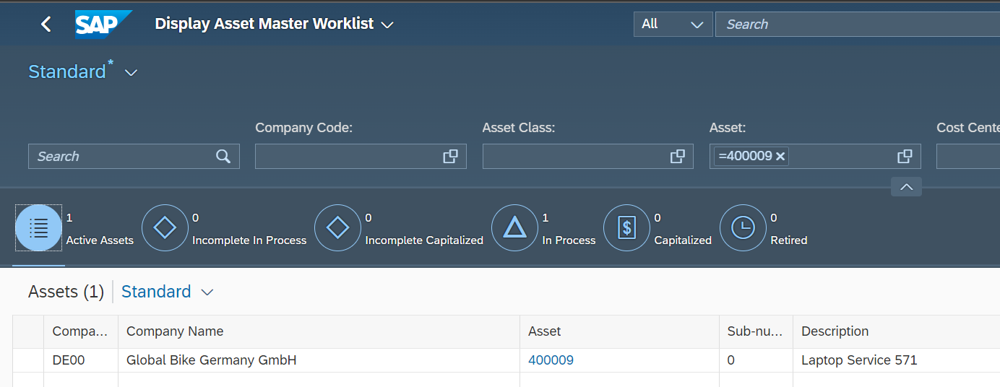 SAP Display Asset Master Worklist All Search
Standard*
Company Code: Asset Class: Asset: Cost Cente
Search =400009
1 0 0 1 0 0
Active Assets Incomplete In Process Incomplete Capitalized In Process Capitalized Retired
Assets (1) Standard
Compa... Company Name Asset Sub-nu... Description
DE00 Global Bike Germany GmbH 400009 0 Laptop Service 571